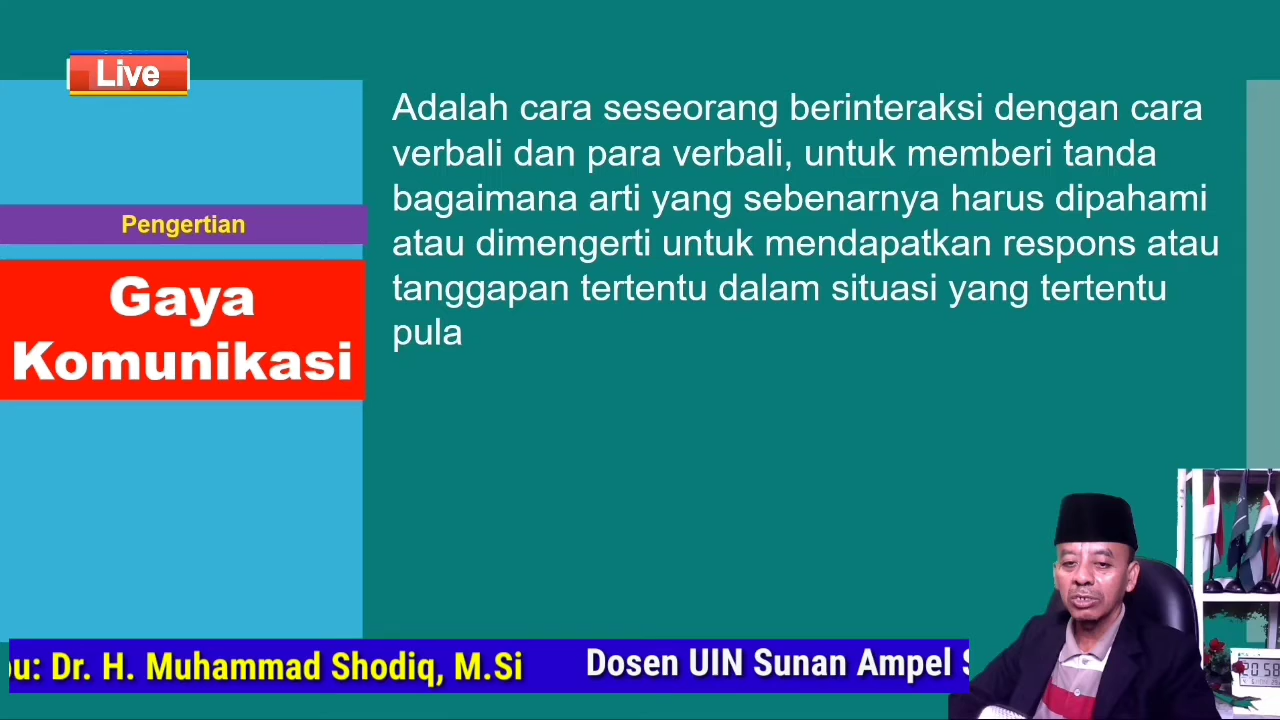 Live
Pengertian
Gaya
Komunikasi
Adalah cara seseorang berinteraksi dengan cara
verbali dan para verbali, untuk memberi tanda
bagaimana arti yang sebenarnya harus dipahami
atau dimengerti untuk mendapatkan respons atau
tanggapan tertentu dalam situasi yang tertentu
pula
Dr. H. Muhammad Shodiq, M.Si
Dosen UIN Sunan Ampel
20:58